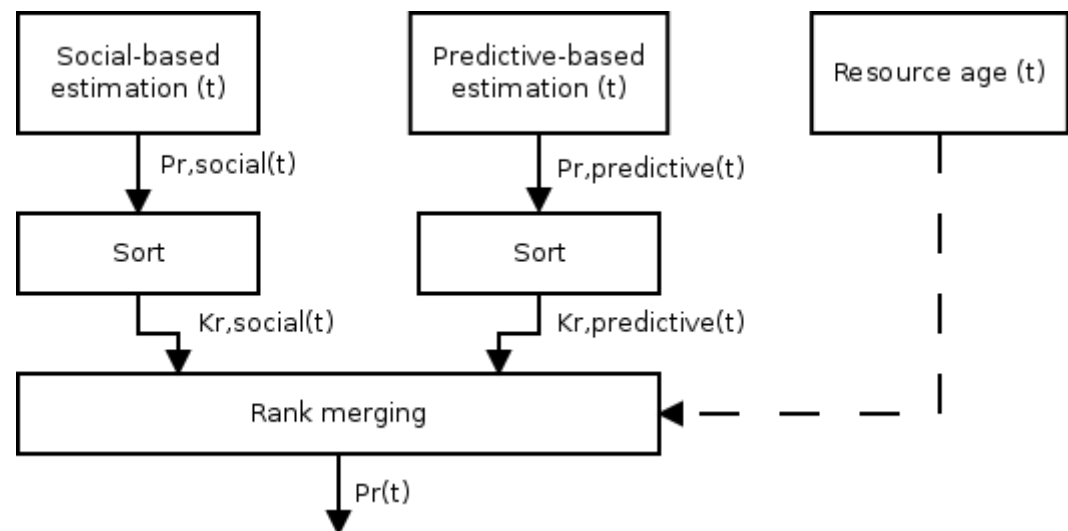 Social-based
estimation (t)
Predictive-based
estimation (t)
Resource age (t)
Pr,social(t)
Pr,predictive(t)
Sort
Sort
Kr,social(t)
Kr,predictive(t)
Rank merging
Pr(t)